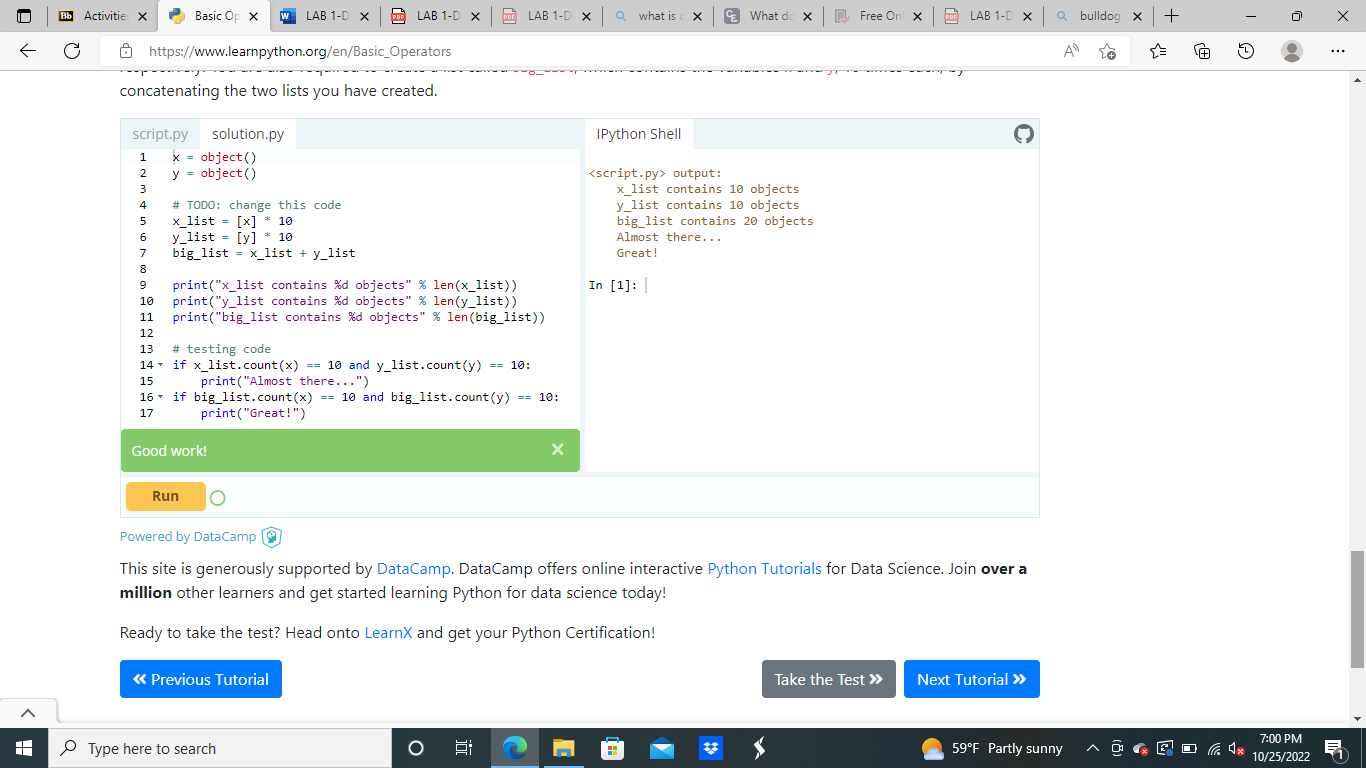 Activities
Basic Op
LAB 1-D
LAB 1-D
LAB 1-D
what is
What do
Free Onl
LAB 1-D
bulldog
https://www.learnpython.org/en/Basic_Operators
concatenating the two lists you have created.
script.py
solution.py
IPython Shell
1 x = object()
2 y = object()
3
4 # TODO: change this code
5 x_list = [x] * 10
6 y_list = [y] * 10
7 big_list = x_list + y_list
8
9 print("x_list contains %d objects" % len(x_list))
10 print("y_list contains %d objects" % len(y_list))
11 print("big_list contains %d objects" % len(big_list))
12
13 # testing code
14 if x_list.count(x) == 10 and y_list.count(y) == 10:
15 print("Almost there...")
16 if big_list.count(x) == 10 and big_list.count(y) == 10:
17 print("Great!")
<script.py> output:
x_list contains 10 objects
y_list contains 10 objects
big_list contains 20 objects
Almost there...
Great!
In [1]:
Good work!
Run
Powered by DataCamp
This site is generously supported by DataCamp. DataCamp offers online interactive Python Tutorials for Data Science. Join over a
million other learners and get started learning Python for data science today!
Ready to take the test? Head onto LearnX and get your Python Certification!
Previous Tutorial
Take the Test
Next Tutorial
Type here to search
59°F Partly sunny
7:00 PM
10/25/2022
1